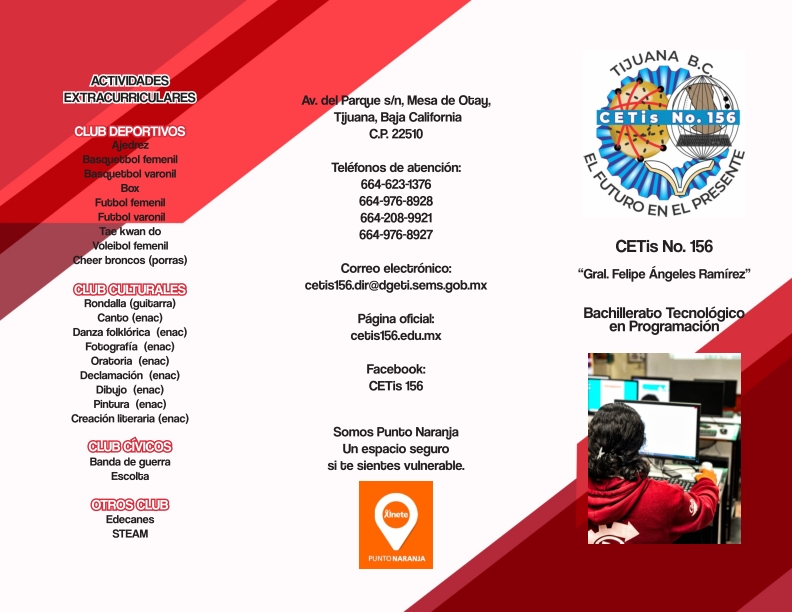 ACTIVIDADES
EXTRACURRICULARES
CLUB DEPORTIVOS
Ajedrez
Basquetbol femenil
Basquetbol varonil
Box
Futbol femenil
Futbol varonil
Tae kwan do
Voleibol femenil
Cheer broncos (porras)
CLUB CULTURALES
Rondalla (guitarra)
Canto (enac)
Danza folklórica (enac)
Fotografía (enac)
Oratoria (enac)
Declamación (enac)
Dibujo (enac)
Pintura (enac)
Creación literaria (enac)
CLUB CÍVICOS
Banda de guerra
Escolta
OTROS CLUB
Edecanes
STEAM
Av. del Parque s/n, Mesa de Otay,
Tijuana, Baja California
C.P. 22510
Teléfonos de atención:
664-623-1376
664-976-8928
664-208-9921
664-976-8927
Correo electrónico:
cetis156.dir@dgeti.sems.gob.mx
Página oficial:
cetis156.edu.mx
Facebook:
CETis 156
Somos Punto Naranja
Un espacio seguro
si te sientes vulnerable.
PUNTO NARANJA
TIJUANA B.C.
CETis No. 156
EL FUTURO EN EL PRESENTE
CETis No. 156
“Gral. Felipe Ángeles Ramírez”
Bachillerato Tecnológico
en Programación